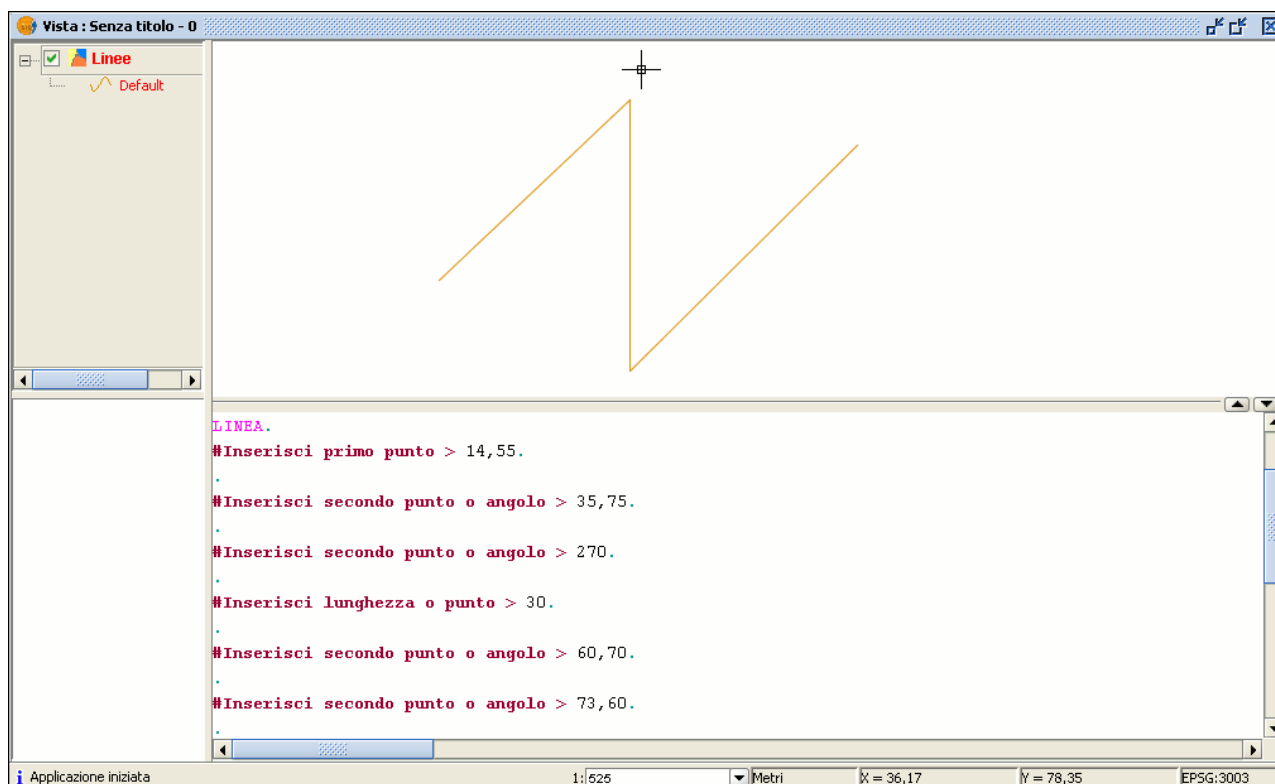 Vista : Senza titolo - 0
Linee
Default
LINEA.
#Inserisci primo punto > 14,55.
.
#Inserisci secondo punto o angolo > 35,75.
.
#Inserisci secondo punto o angolo > 270.
.
#Inserisci lunghezza o punto > 30.
.
#Inserisci secondo punto o angolo > 60,70.
.
#Inserisci secondo punto o angolo > 73,60.
.
i Applicazione iniziata 1: 525 Metri X = 36,17 Y = 78,35 EPSG:3003